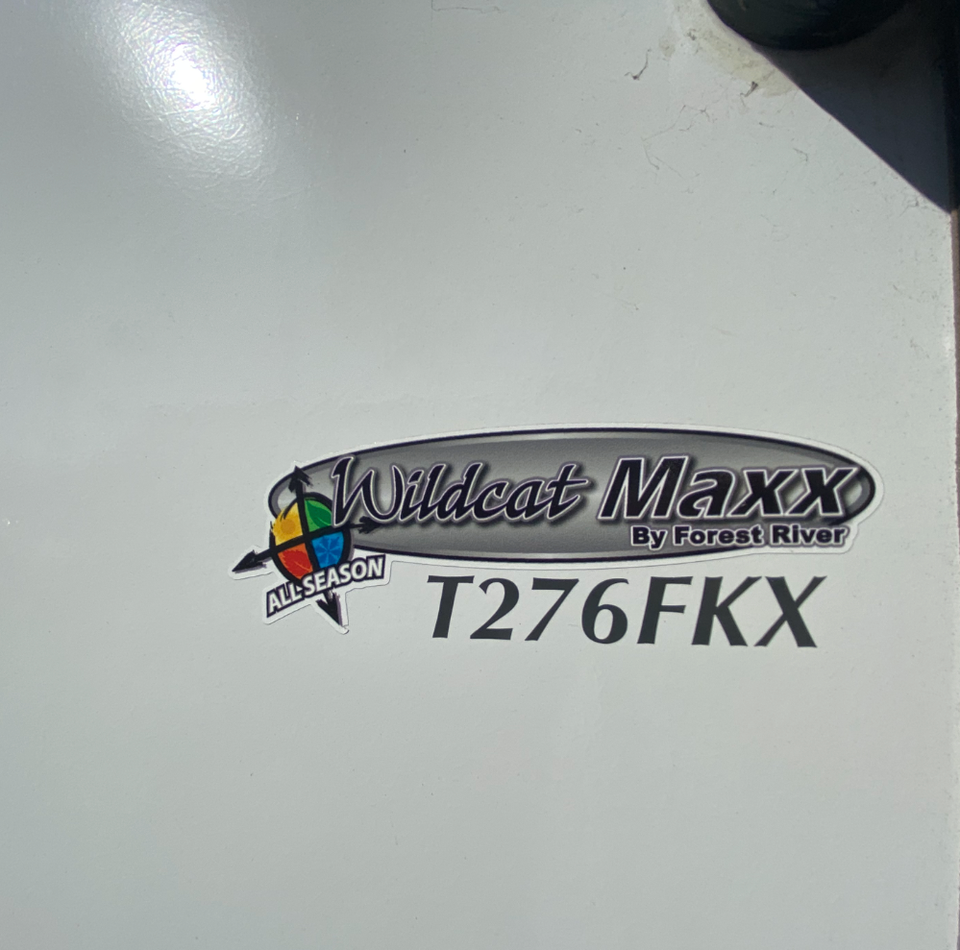 Wildcat Maxx
By Forest River
ALL-SEASON
T276FKX